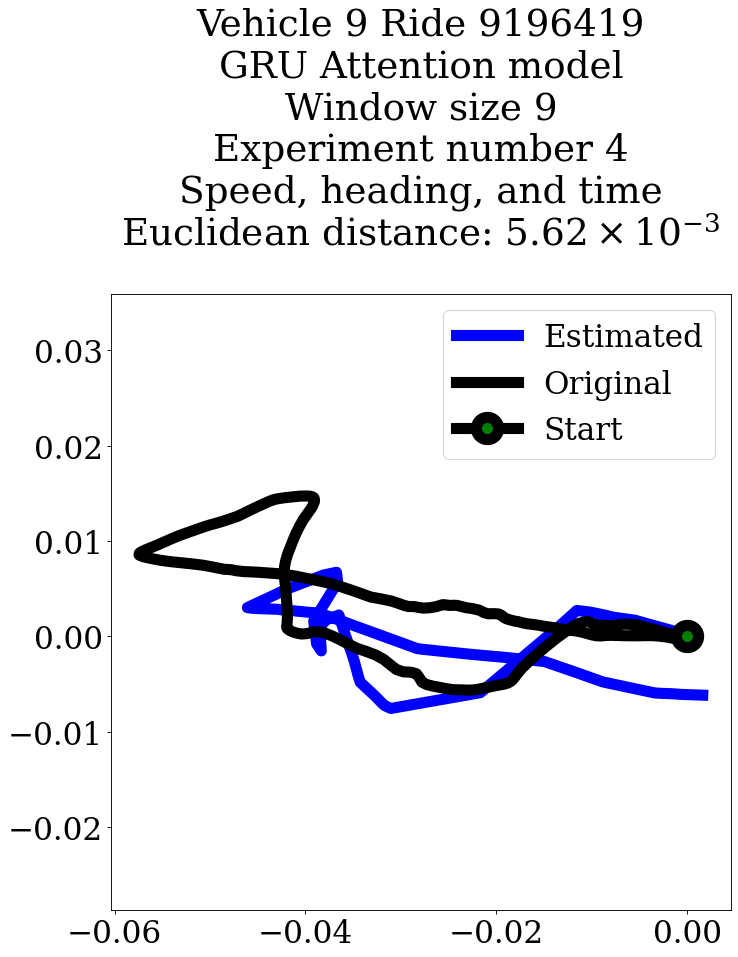 Vehicle 9 Ride 9196419
GRU Attention model
Window size 9
Experiment number 4
Speed, heading, and time
Euclidean distance: 5.62 × 10⁻³
Estimated
Original
Start
0.03
0.02
0.01
0.00
−0.01
−0.02
−0.06 −0.04 −0.02 0.00